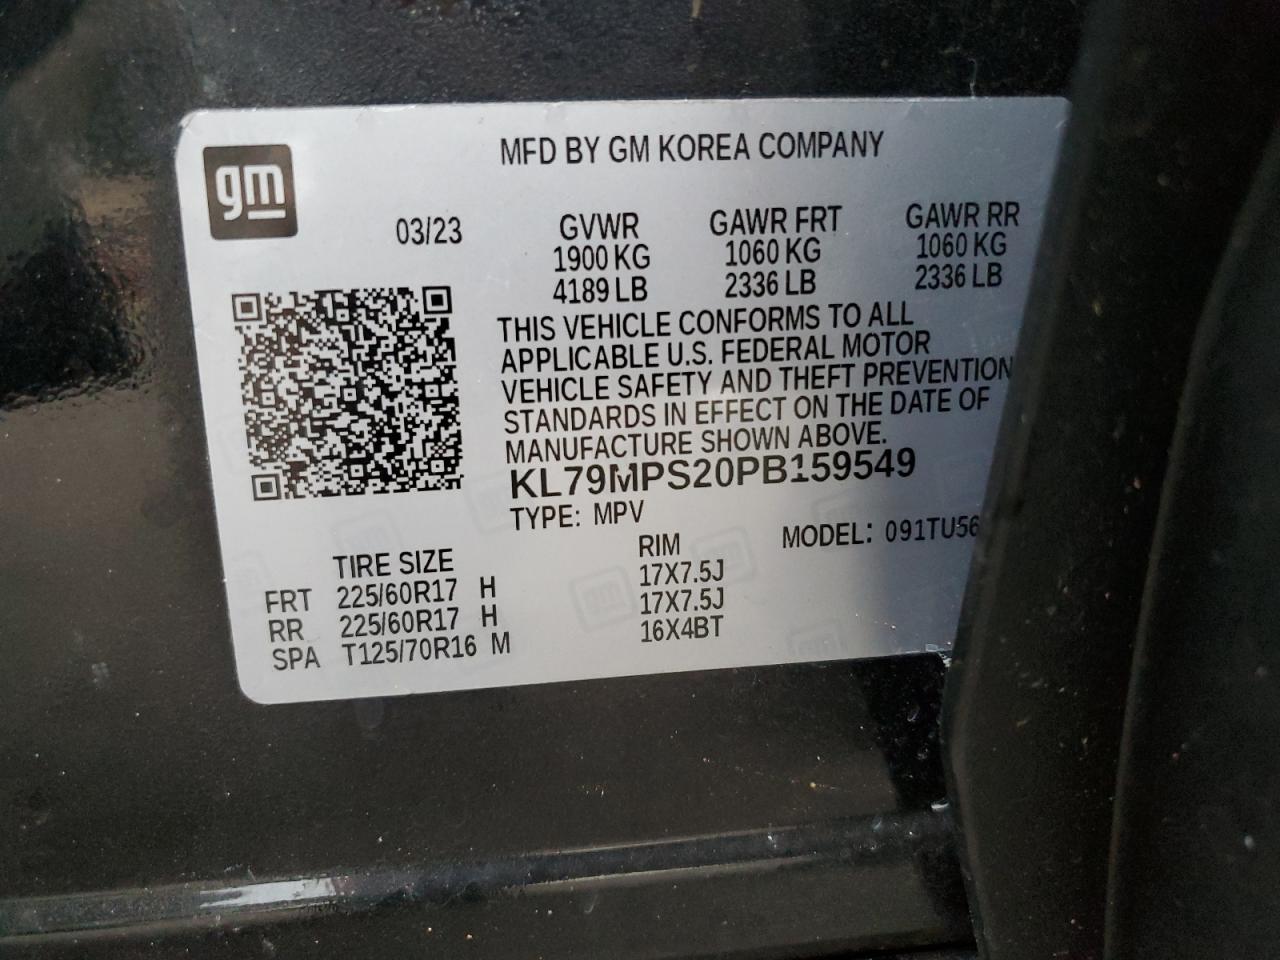 gm
MFD BY GM KOREA COMPANY
03/23
GVWR GAWR FRT GAWR RR
1900 KG 1060 KG 1060 KG
4189 LB 2336 LB 2336 LB
THIS VEHICLE CONFORMS TO ALL
APPLICABLE U.S. FEDERAL MOTOR
VEHICLE SAFETY AND THEFT PREVENTION
STANDARDS IN EFFECT ON THE DATE OF
MANUFACTURE SHOWN ABOVE.
KL79MPS20PB159549
TYPE: MPV MODEL: 091TU56
TIRE SIZE RIM
FRT 225/60R17 H 17X7.5J
RR 225/60R17 H 17X7.5J
SPA T125/70R16 M 16X4BT